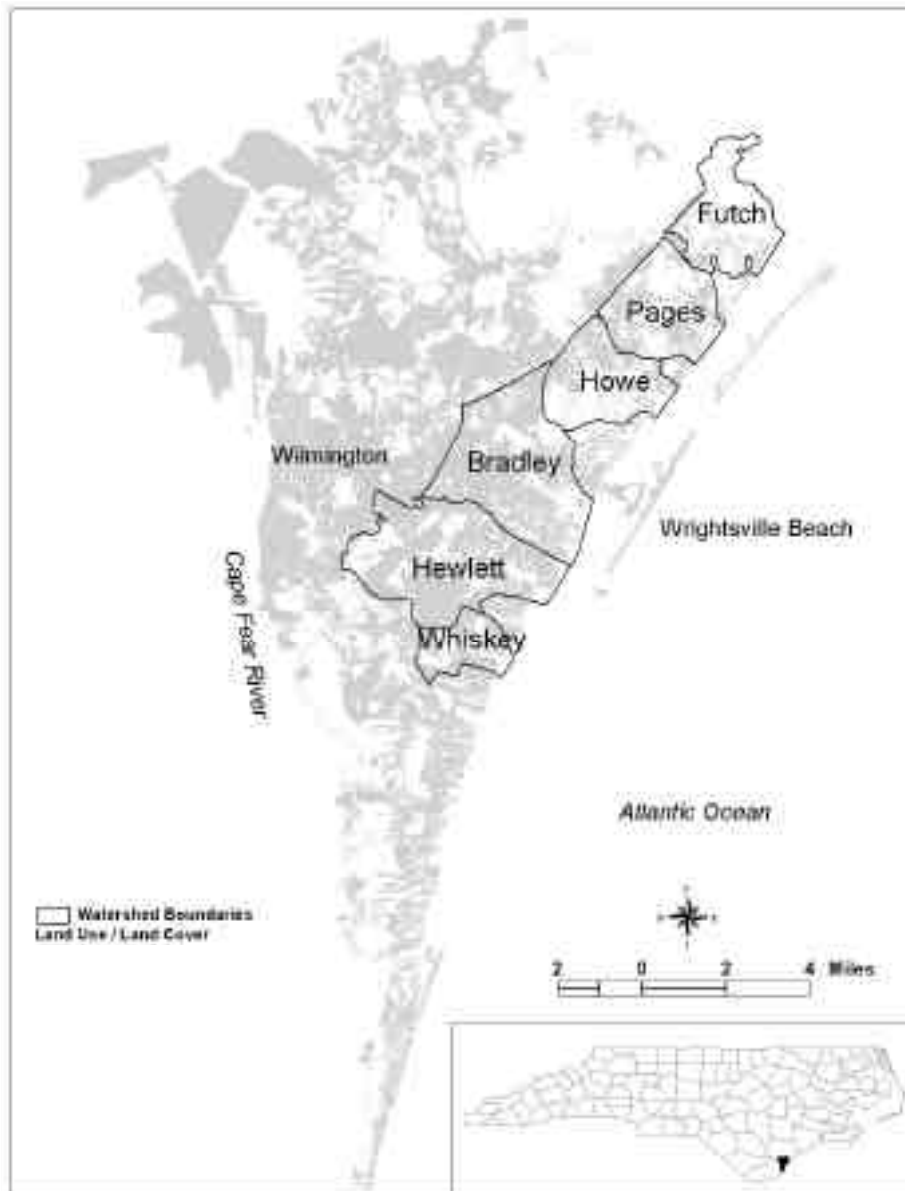 Futch
Pages
Howe
Wilmington
Bradley
Wrightsville Beach
Hewlett
Cape Fear River
Whiskey
Atlantic Ocean
Watershed Boundaries
Land Use / Land Cover
2 0 2 4 Miles